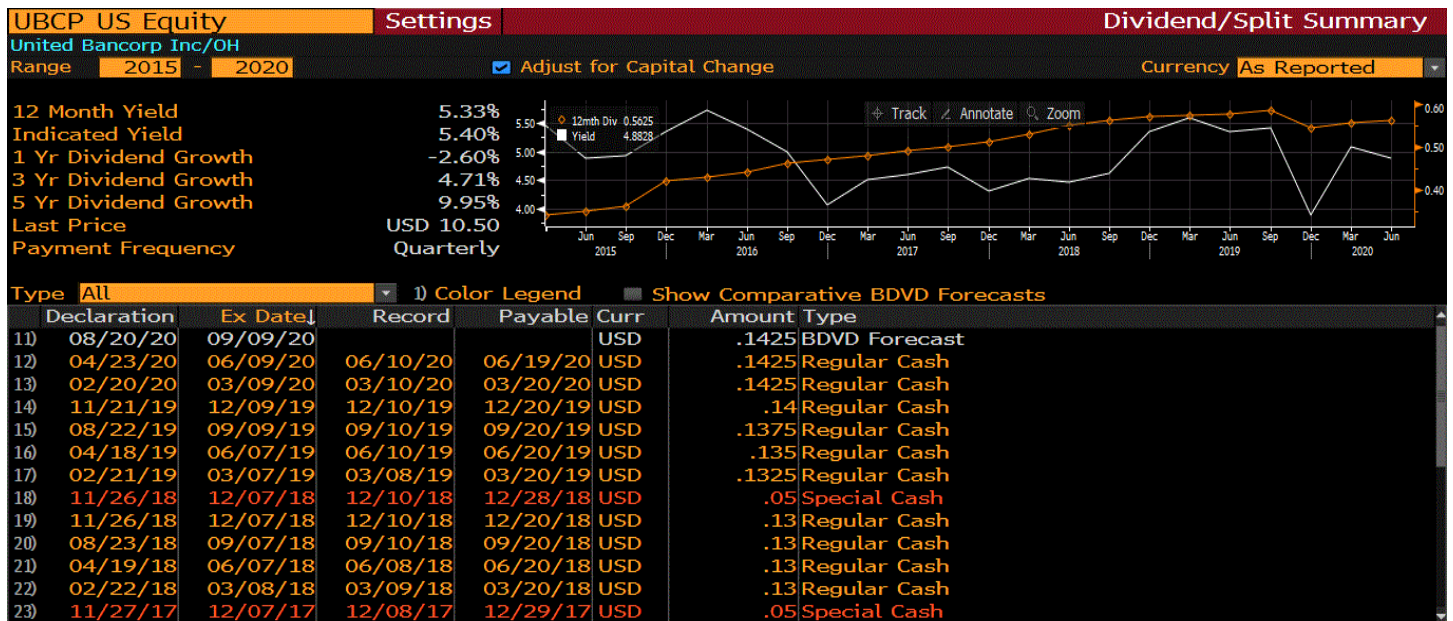 UBCP US Equity Settings Dividend/Split Summary
United Bancorp Inc/OH
Range 2015 - 2020 Adjust for Capital Change Currency As Reported
12 Month Yield 5.33%
Indicated Yield 5.40%
1 Yr Dividend Growth -2.60%
3 Yr Dividend Growth 4.71%
5 Yr Dividend Growth 9.95%
Last Price USD 10.50
Payment Frequency Quarterly
12mth Div 0.5625
Yield 4.8828
Track Annotate Zoom
5.50
5.00
4.50
4.00
0.60
0.50
0.40
Jun Sep Dec Mar Jun Sep Dec Mar Jun Sep Dec Mar Jun Sep Dec Mar Jun Sep Dec Mar Jun
2015 2016 2017 2018 2019 2020
Type All 1) Color Legend Show Comparative BDVD Forecasts
Declaration Ex Date↓ Record Payable Curr Amount Type
11) 08/20/20 09/09/20 USD .1425 BDVD Forecast
12) 04/23/20 06/09/20 06/10/20 06/19/20 USD .1425 Regular Cash
13) 02/20/20 03/09/20 03/10/20 03/20/20 USD .1425 Regular Cash
14) 11/21/19 12/09/19 12/10/19 12/20/19 USD .14 Regular Cash
15) 08/22/19 09/09/19 09/10/19 09/20/19 USD .1375 Regular Cash
16) 04/18/19 06/07/19 06/10/19 06/20/19 USD .135 Regular Cash
17) 02/21/19 03/07/19 03/08/19 03/20/19 USD .1325 Regular Cash
18) 11/26/18 12/07/18 12/10/18 12/28/18 USD .05 Special Cash
19) 11/26/18 12/07/18 12/10/18 12/20/18 USD .13 Regular Cash
20) 08/23/18 09/07/18 09/10/18 09/20/18 USD .13 Regular Cash
21) 04/19/18 06/07/18 06/08/18 06/20/18 USD .13 Regular Cash
22) 02/22/18 03/08/18 03/09/18 03/20/18 USD .13 Regular Cash
23) 11/27/17 12/07/17 12/08/17 12/29/17 USD .05 Special Cash